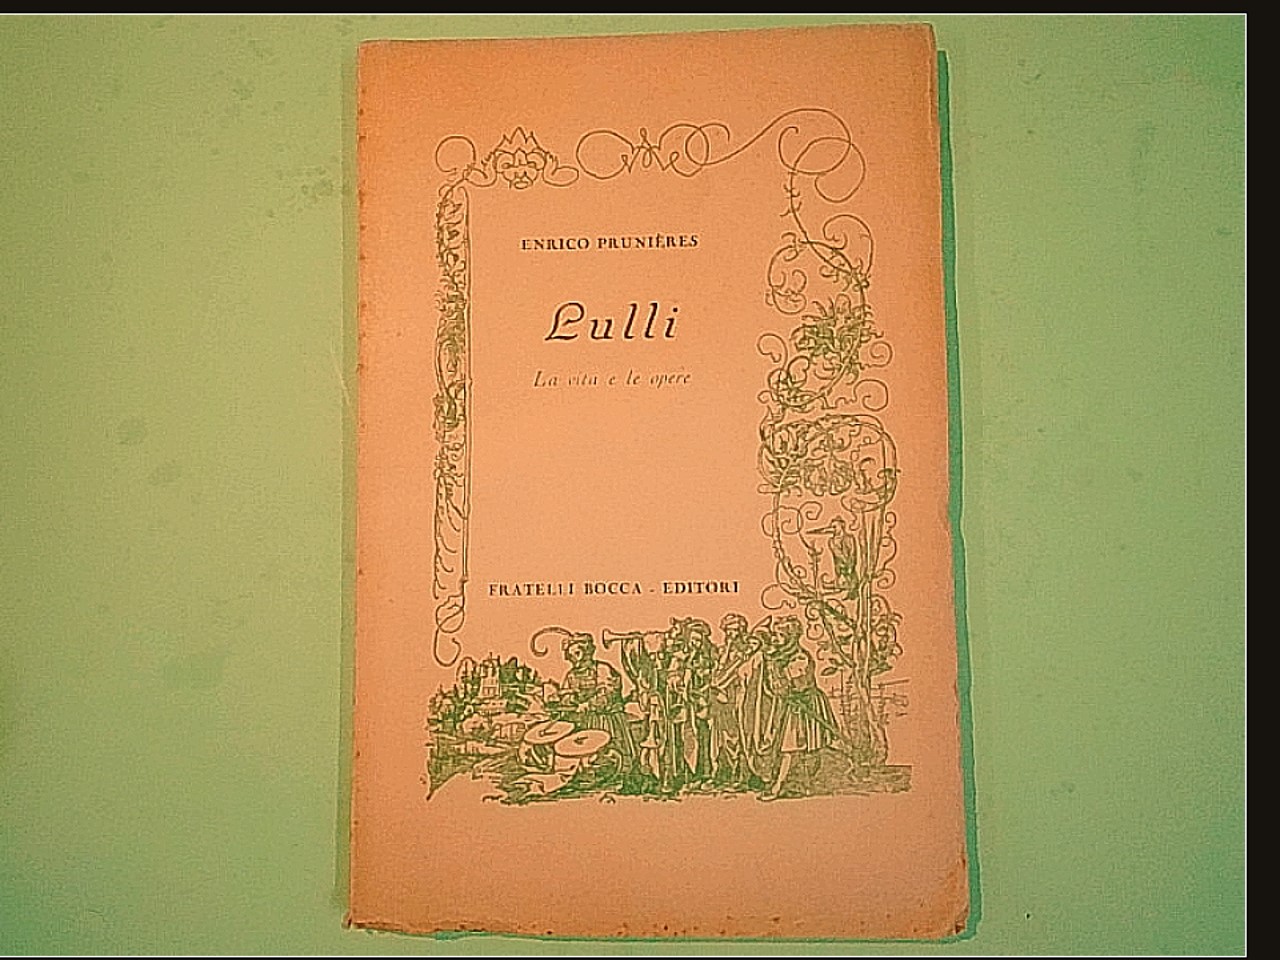 ENRICO PRUNIÈRES
Lulli
La vita e le opere
FRATELLI BOCCA - EDITORI